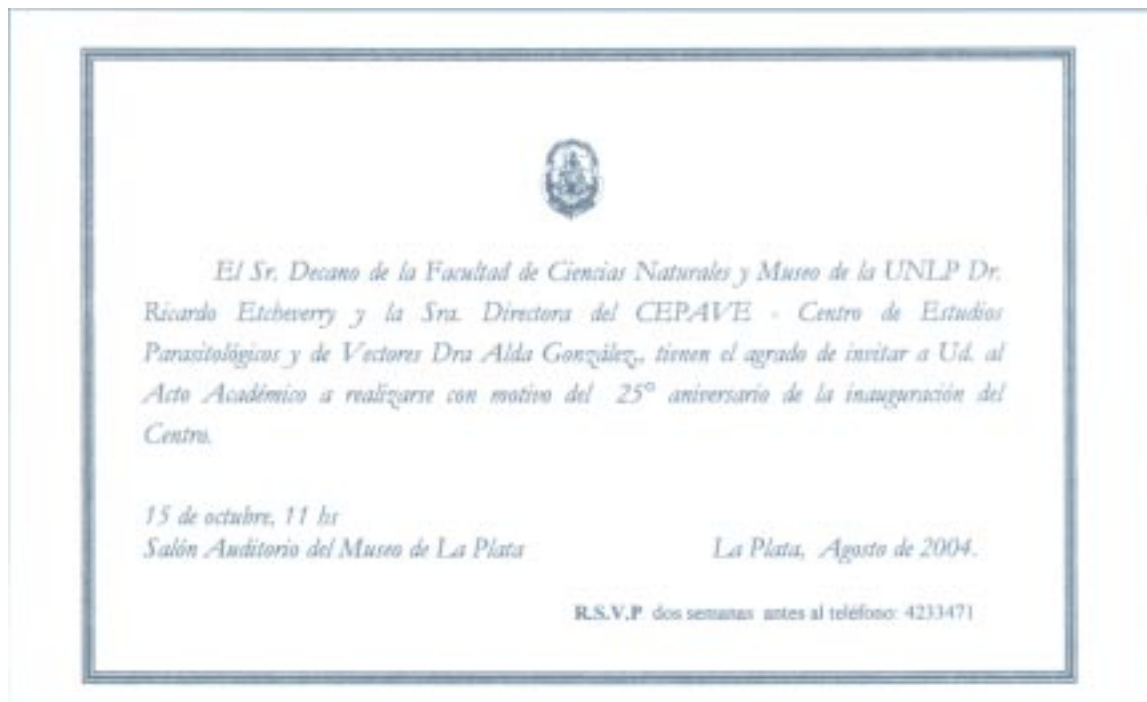 El Sr. Decano de la Facultad de Ciencias Naturales y Museo de la UNLP Dr.
Ricardo Etcheverry y la Sra. Directora del CEPAVE - Centro de Estudios
Parasitológicos y de Vectores Dra Alda González, tienen el agrado de invitar a Ud. al
Acto Académico a realizarse con motivo del 25° aniversario de la inauguración del
Centro.
15 de octubre, 11 hs
Salón Auditorio del Museo de La Plata
La Plata, Agosto de 2004.
R.S.V.P dos semanas antes al teléfono: 4233471